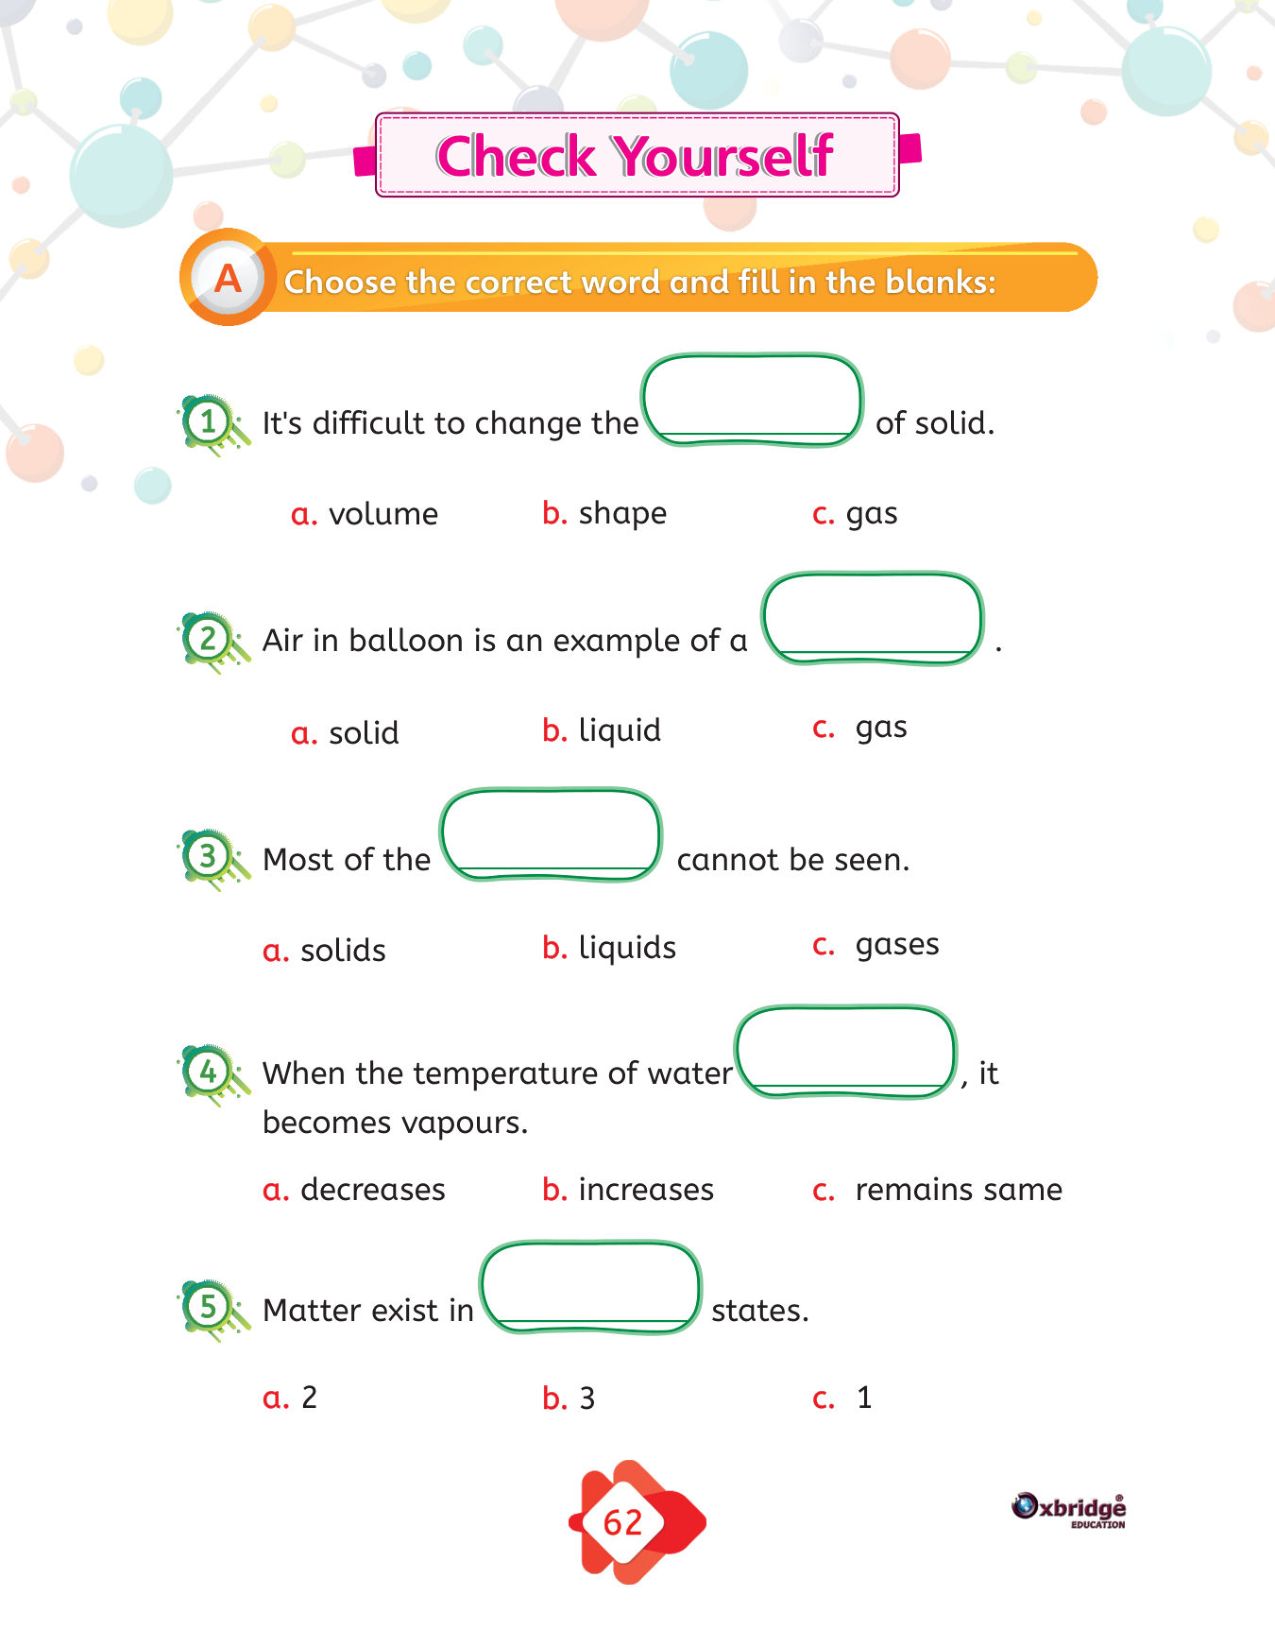 Check Yourself
A Choose the correct word and fill in the blanks:
1 It's difficult to change the of solid.
a. volume b. shape c. gas
2 Air in balloon is an example of a .
a. solid b. liquid c. gas
3 Most of the cannot be seen.
a. solids b. liquids c. gases
4 When the temperature of water , it
becomes vapours.
a. decreases b. increases c. remains same
5 Matter exist in states.
a. 2 b. 3 c. 1
62
Oxbridge®
EDUCATION